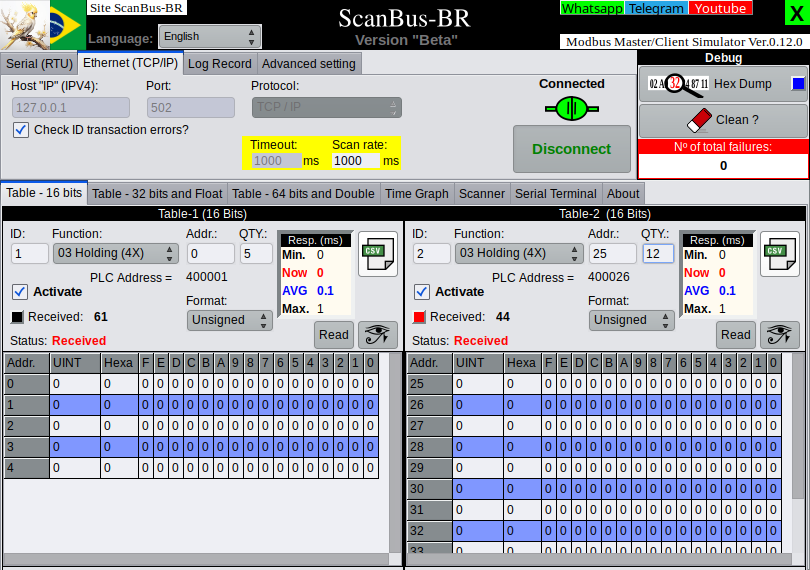 Site ScanBus-BR
Whatsapp Telegram Youtube
X
ScanBus-BR
Language: English
Version "Beta"
Modbus Master/Client Simulator Ver.0.12.0
Serial (RTU) Ethernet (TCP/IP) Log Record Advanced setting
Debug
Host "IP" (IPV4): Port: Protocol:
Connected
02 A 32 4 87 11 Hex Dump
127.0.0.1 502 TCP / IP
Check ID transaction errors?
Clean ?
Timeout: Scan rate:
1000 ms 1000 ms
Disconnect
Nº of total failures:
0
Table - 16 bits Table - 32 bits and Float Table - 64 bits and Double Time Graph Scanner Serial Terminal About
Table-1 (16 Bits)
ID: Function: Addr.: QTY.:
1 03 Holding (4X) 0 5
PLC Address = 400001
Activate
Format:
Unsigned
Received: 61
Status: Received
Resp. (ms)
Min. 0
Now 0
AVG 0.1
Max. 1
CSV
Read
Addr. UINT Hexa F E D C B A 9 8 7 6 5 4 3 2 1 0
0 0 0 0 0 0 0 0 0 0 0 0 0 0 0 0 0 0 0
1 0 0 0 0 0 0 0 0 0 0 0 0 0 0 0 0 0 0
2 0 0 0 0 0 0 0 0 0 0 0 0 0 0 0 0 0 0
3 0 0 0 0 0 0 0 0 0 0 0 0 0 0 0 0 0 0
4 0 0 0 0 0 0 0 0 0 0 0 0 0 0 0 0 0 0
Table-2 (16 Bits)
ID: Function: Addr.: QTY.:
2 03 Holding (4X) 25 12
PLC Address = 400026
Activate
Format:
Unsigned
Received: 44
Status: Received
Resp. (ms)
Min. 0
Now 0
AVG 0.1
Max. 1
CSV
Read
Addr. UINT Hexa F E D C B A 9 8 7 6 5 4 3 2 1 0
25 0 0 0 0 0 0 0 0 0 0 0 0 0 0 0 0 0 0
26 0 0 0 0 0 0 0 0 0 0 0 0 0 0 0 0 0 0
27 0 0 0 0 0 0 0 0 0 0 0 0 0 0 0 0 0 0
28 0 0 0 0 0 0 0 0 0 0 0 0 0 0 0 0 0 0
29 0 0 0 0 0 0 0 0 0 0 0 0 0 0 0 0 0 0
30 0 0 0 0 0 0 0 0 0 0 0 0 0 0 0 0 0 0
31 0 0 0 0 0 0 0 0 0 0 0 0 0 0 0 0 0 0
32 0 0 0 0 0 0 0 0 0 0 0 0 0 0 0 0 0 0
33 0 0 0 0 0 0 0 0 0 0 0 0 0 0 0 0 0 0